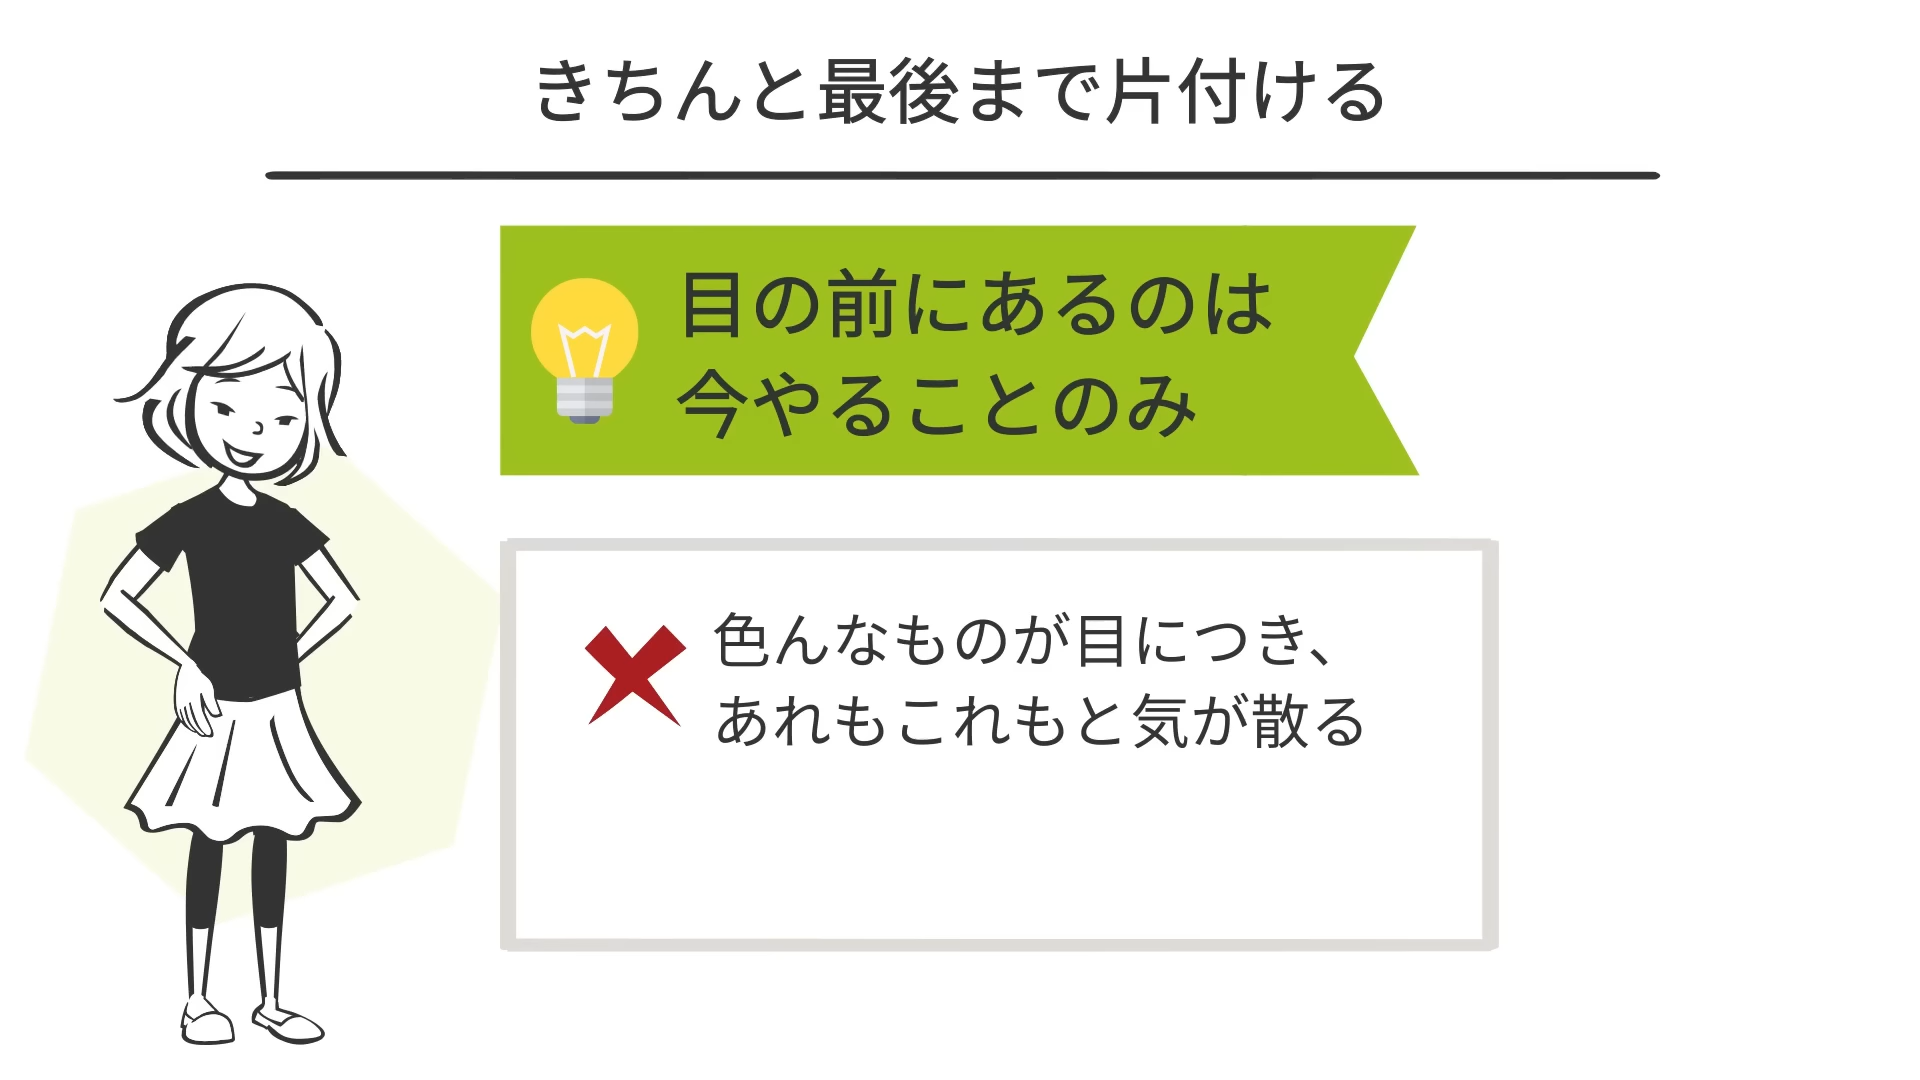 きちんと最後まで片付ける
目の前にあるのは
今やることのみ
色んなものが目につき、
あれもこれもと気が散る